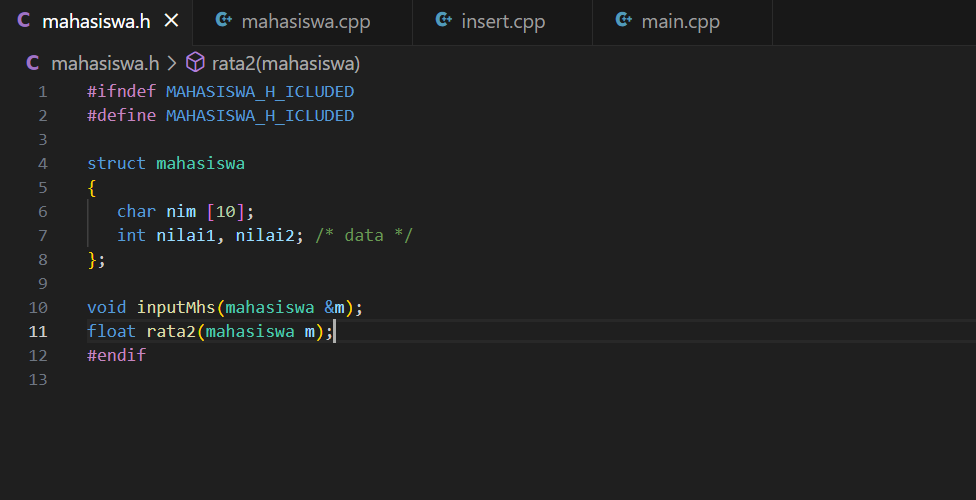 mahasiswa.h mahasiswa.cpp insert.cpp main.cpp
mahasiswa.h > rata2(mahasiswa)
1 #ifndef MAHASISWA_H_ICLUDED
2 #define MAHASISWA_H_ICLUDED
3
4 struct mahasiswa
5 {
6 char nim [10];
7 int nilai1, nilai2; /* data */
8 };
9
10 void inputMhs(mahasiswa &m);
11 float rata2(mahasiswa m);
12 #endif
13